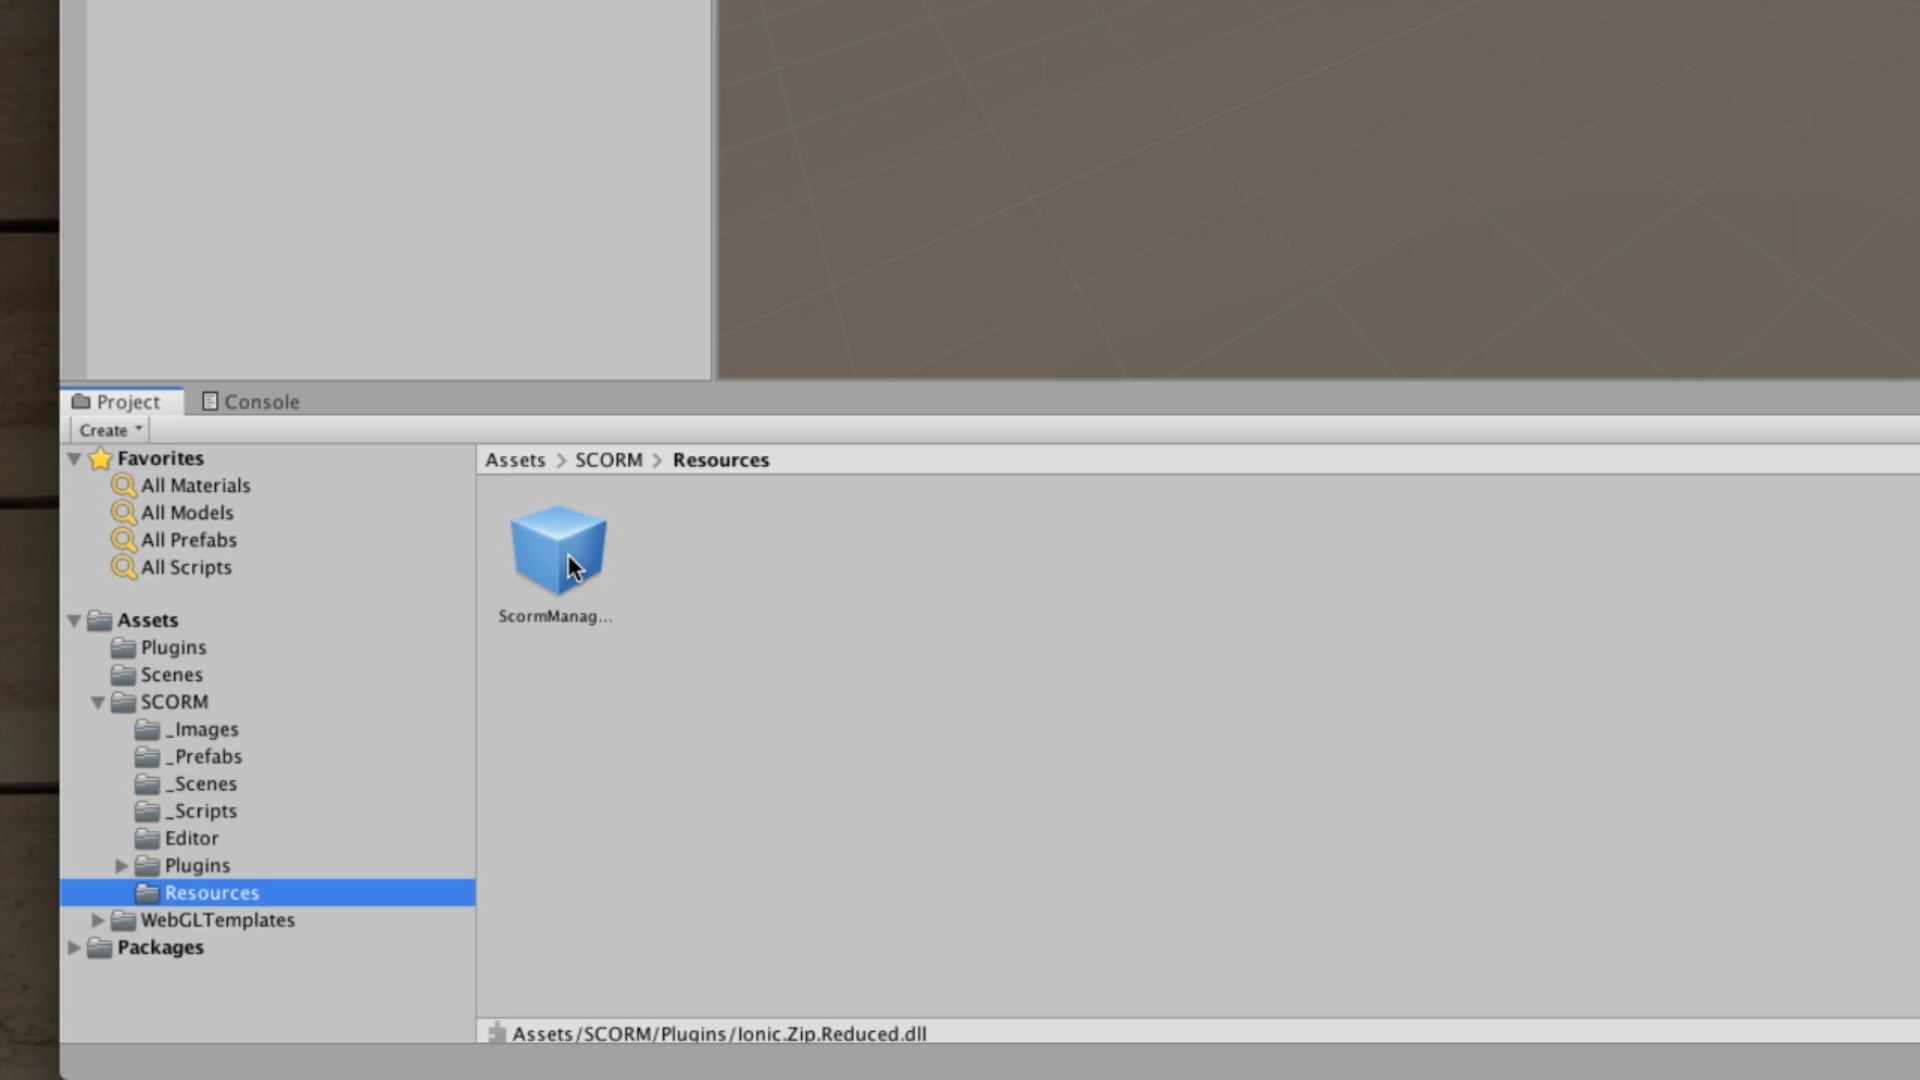 Project
Console
Create
Favorites
All Materials
All Models
All Prefabs
All Scripts
Assets
Plugins
Scenes
SCORM
_Images
_Prefabs
_Scenes
_Scripts
Editor
Plugins
Resources
WebGLTemplates
Packages
Assets > SCORM > Resources
ScormManag...
Assets/SCORM/Plugins/Ionic.Zip.Reduced.dll